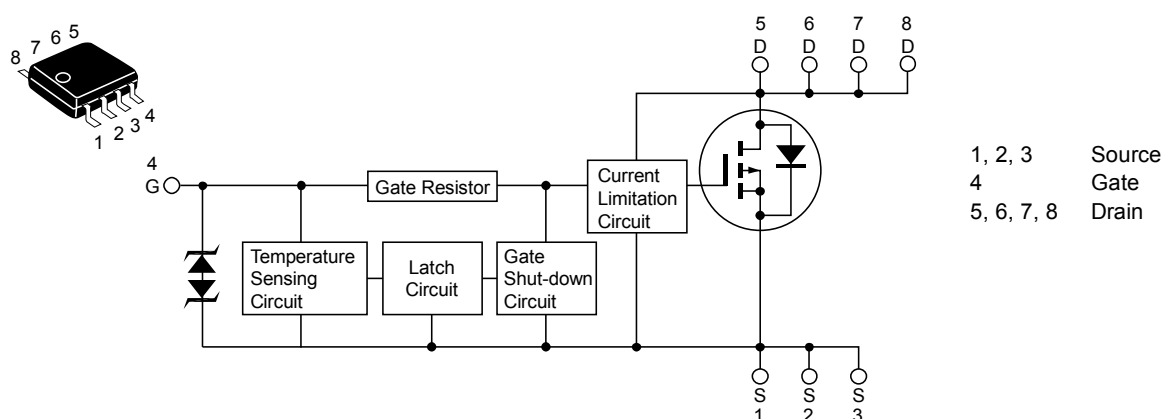 5 6 7 8
D D D D
8 7 6 5
1 2 3 4
4
G
Gate Resistor
Current
Limitation
Circuit
Temperature
Sensing
Circuit
Latch
Circuit
Gate
Shut-down
Circuit
S S S
1 2 3
1, 2, 3 Source
4 Gate
5, 6, 7, 8 Drain